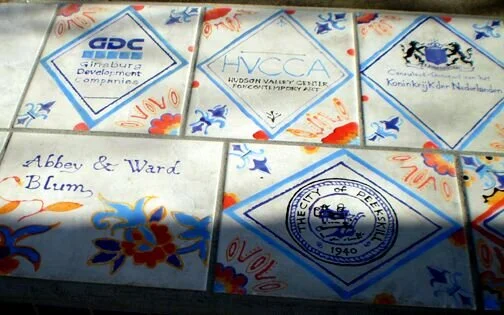 GDC
Ginsburg
Development
Companies
HVCCA
HUDSON VALLEY CENTER
FOR CONTEMPORY ART
Koninkrijk der Nederlanden
Abbey & Ward
Blum
THE CITY OF PEEKSKILL
1940